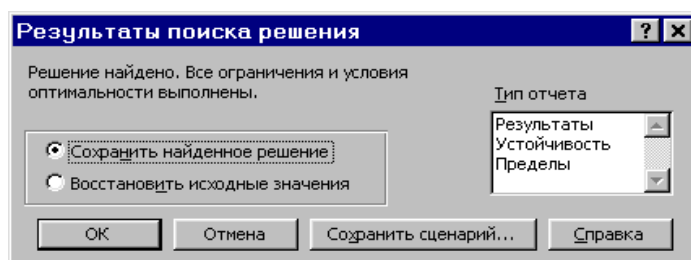 Результаты поиска решения
Решение найдено. Все ограничения и условия
оптимальности выполнены.
Тип отчета
Результаты
Устойчивость
Пределы
Сохранить найденное решение
Восстановить исходные значения
ОК
Отмена
Сохранить сценарий...
Справка